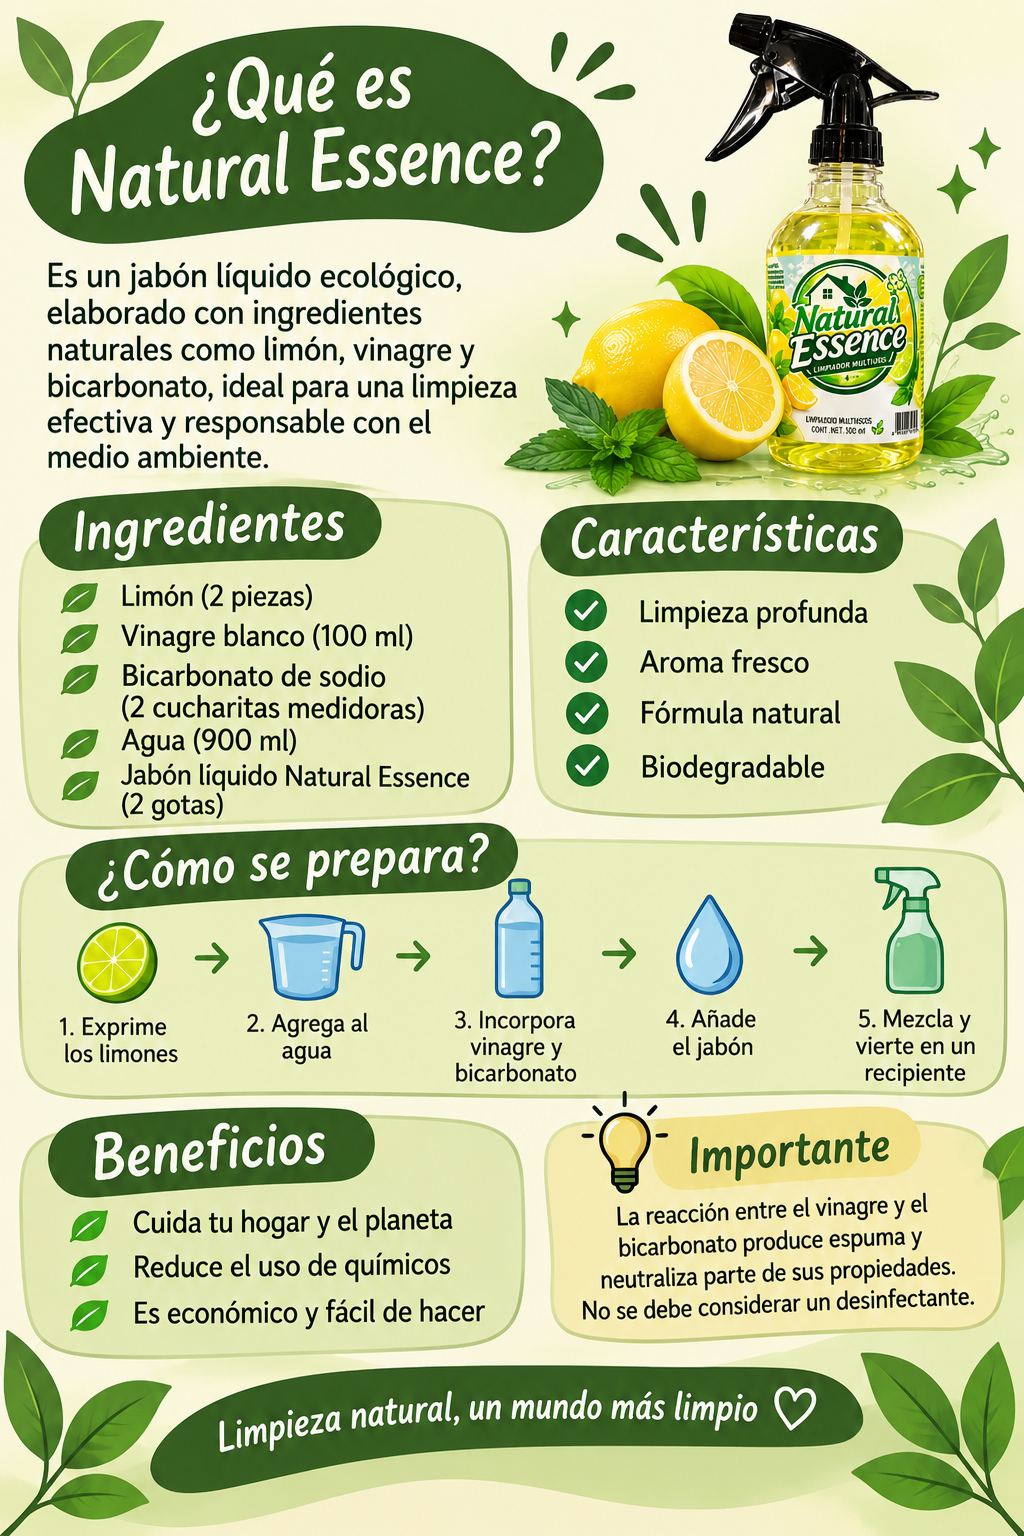 ¿Qué es
Natural Essence?
Es un jabón líquido ecológico,
elaborado con ingredientes
naturales como limón, vinagre y
bicarbonato, ideal para una limpieza
efectiva y responsable con el
medio ambiente.
Natural
Essence
LIMPIADOR MULTIUSOS
CONT. NET. 500 ml
Ingredientes
Limón (2 piezas)
Vinagre blanco (100 ml)
Bicarbonato de sodio
(2 cucharitas medidoras)
Agua (900 ml)
Jabón líquido Natural Essence
(2 gotas)
Características
Limpieza profunda
Aroma fresco
Fórmula natural
Biodegradable
¿Cómo se prepara?
1. Exprime
los limones
2. Agrega al
agua
3. Incorpora
vinagre y
bicarbonato
4. Añade
el jabón
5. Mezcla y
vierte en un
recipiente
Beneficios
Cuida tu hogar y el planeta
Reduce el uso de químicos
Es económico y fácil de hacer
Importante
La reacción entre el vinagre y el
bicarbonato produce espuma y
neutraliza parte de sus propiedades.
No se debe considerar un desinfectante.
Limpieza natural, un mundo más limpio